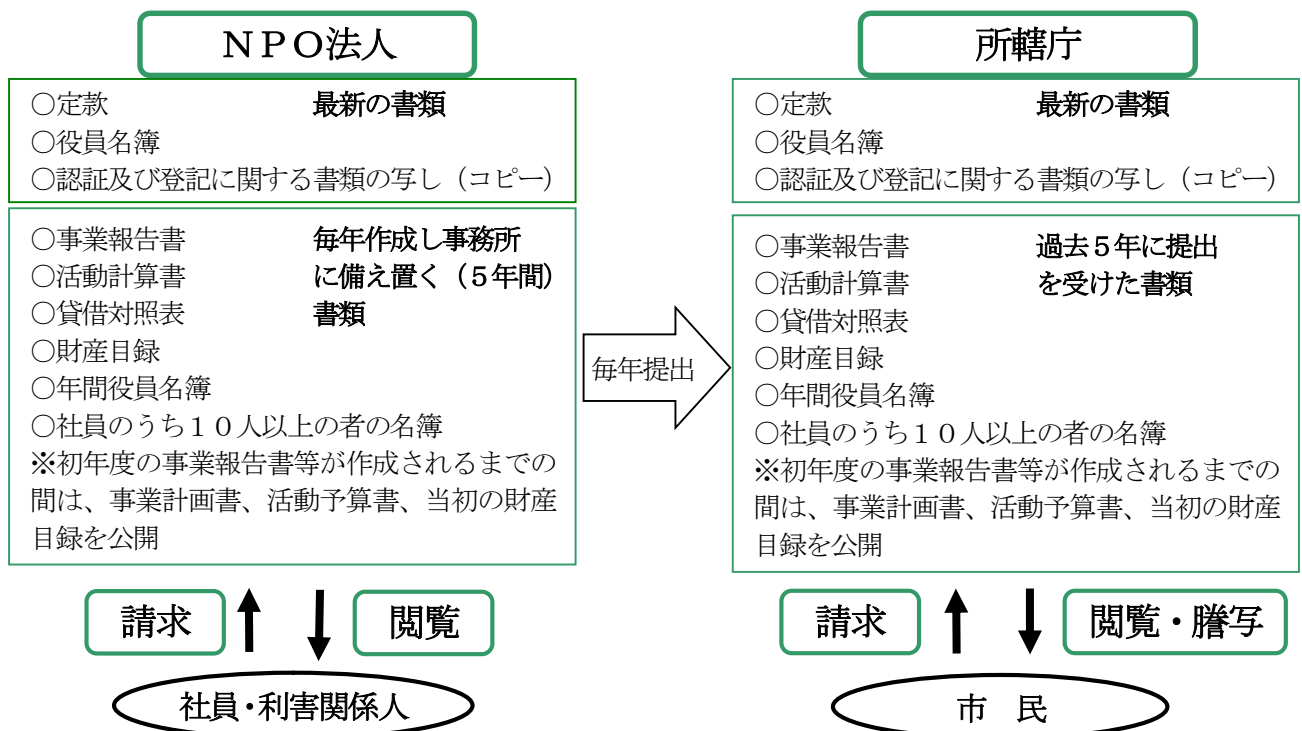 ＮＰＯ法人
○定款 最新の書類
○役員名簿
○認証及び登記に関する書類の写し（コピー）
○事業報告書 毎年作成し事務所
○活動計算書 に備え置く（５年間）
○貸借対照表 書類
○財産目録
○年間役員名簿
○社員のうち１０人以上の者の名簿
※初年度の事業報告書等が作成されるまでの
間は、事業計画書、活動予算書、当初の財産
目録を公開
請求
閲覧
社員・利害関係人
毎年提出
所轄庁
○定款 最新の書類
○役員名簿
○認証及び登記に関する書類の写し（コピー）
○事業報告書 過去５年に提出
○活動計算書 を受けた書類
○貸借対照表
○財産目録
○年間役員名簿
○社員のうち１０人以上の者の名簿
※初年度の事業報告書等が作成されるまでの
間は、事業計画書、活動予算書、当初の財産
目録を公開
請求
閲覧・謄写
市　民